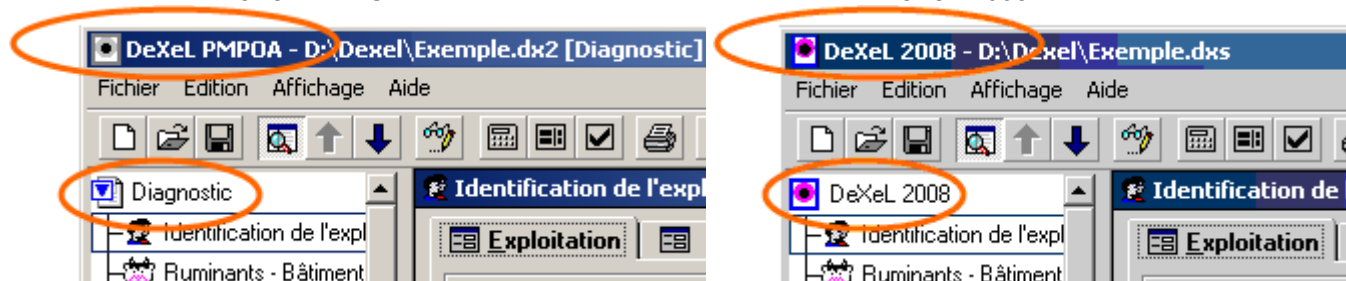 DeXeL PMPOA - D:\Dexel\Exemple.dx2 [Diagnostic]
Fichier Edition Affichage Aide
Diagnostic
Identification de l'expl
Identification de l'expl
Exploitation
Ruminants - Bâtiment
DeXeL 2008 - D:\Dexel\Exemple.dxs
Fichier Edition Affichage Aide
DeXeL 2008
Identification de
Identification de l'expl
Exploitation
Ruminants - Bâtiment